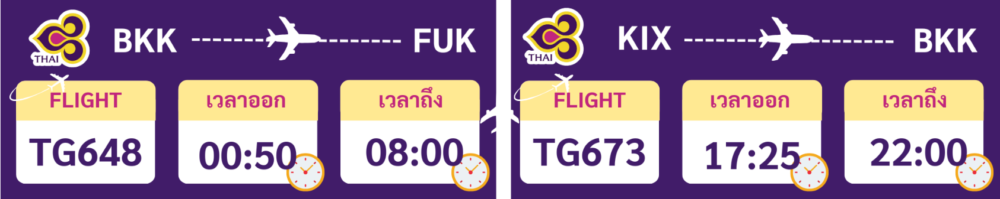 THAI
BKK FUK
FLIGHT เวลาออก เวลาถึง
TG648 00:50 08:00
THAI
KIX BKK
FLIGHT เวลาออก เวลาถึง
TG673 17:25 22:00